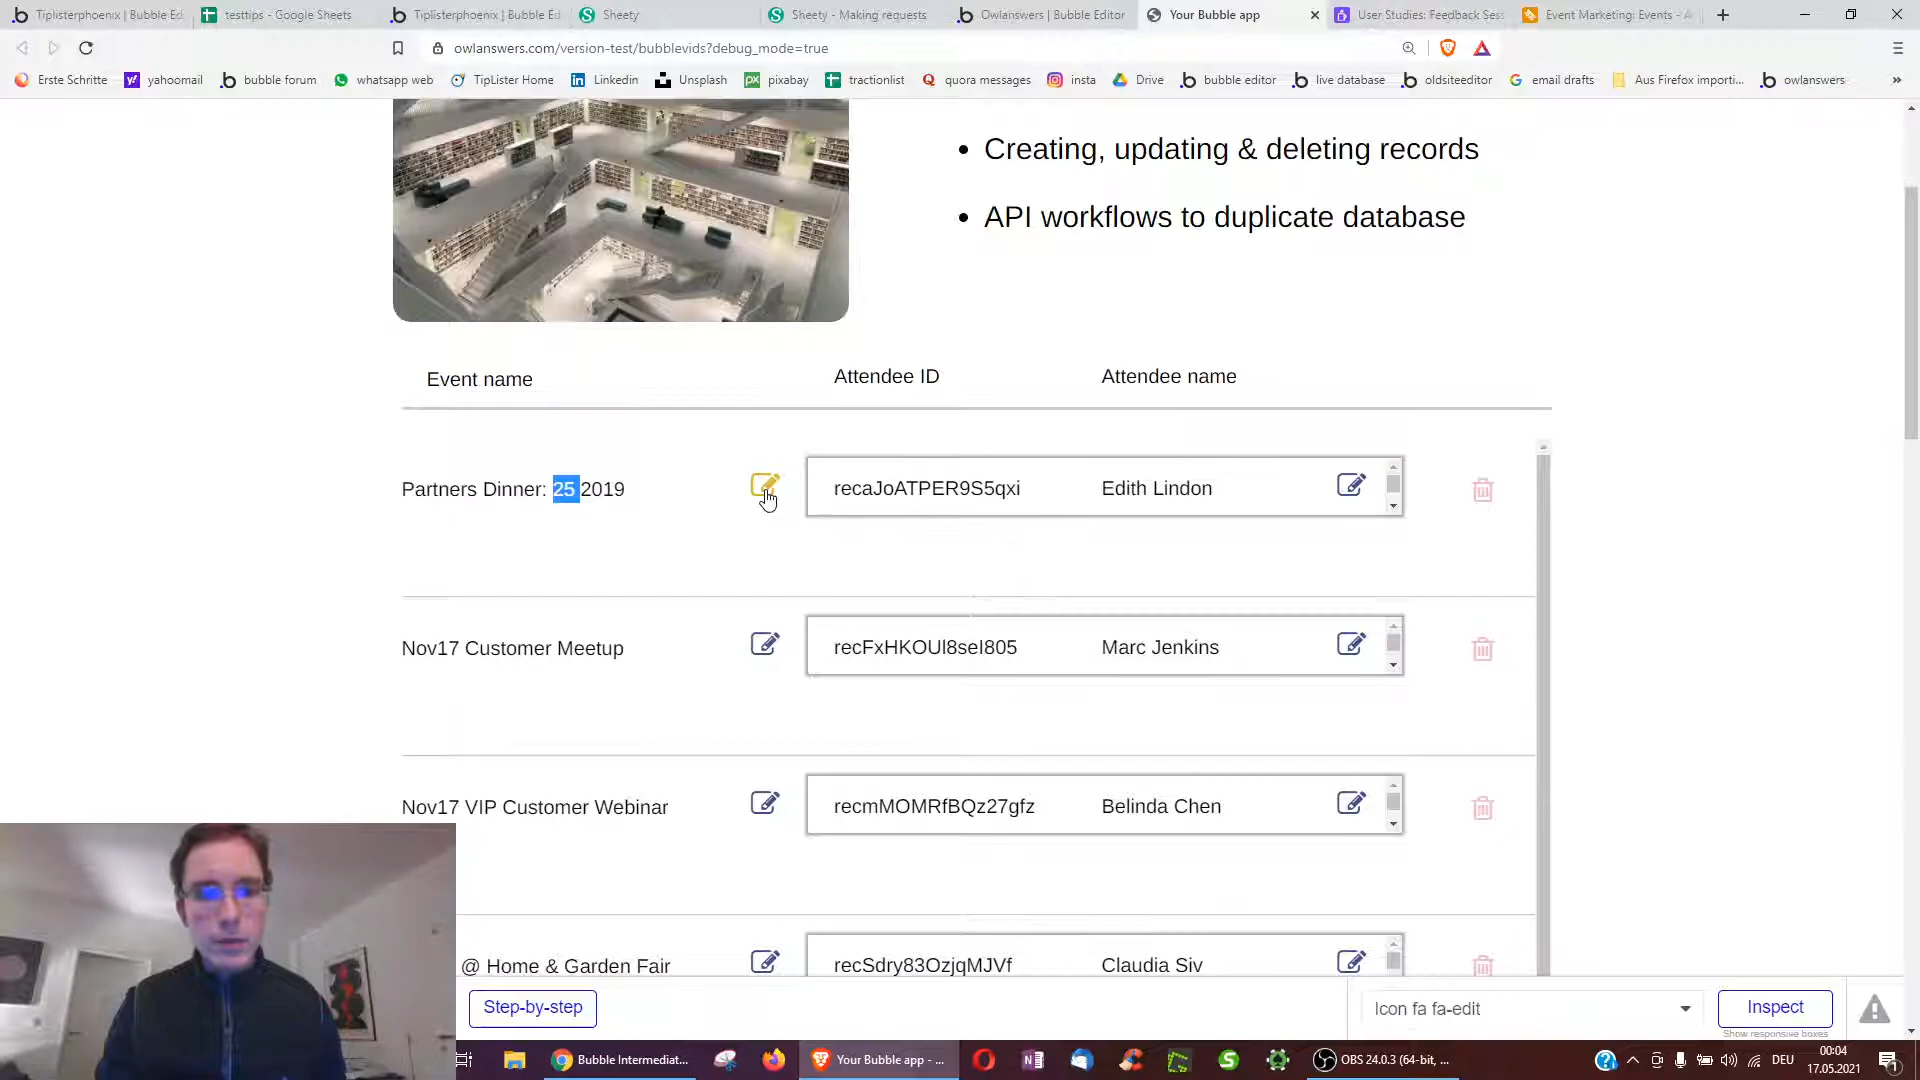 Tiplisterphoenix | Bubble Ed
testtips - Google Sheets
Tiplisterphoenix | Bubble Ed
Sheety
Sheety - Making requests
Owlanswers | Bubble Editor
Your Bubble app
User Studies: Feedback Sess
Event Marketing: Events - A
owlanswers.com/version-test/bubblevids?debug_mode=true
Erste Schritte
yahoomail
bubble forum
whatsapp web
TipLister Home
Linkedin
Unsplash
pixabay
tractionlist
quora messages
insta
Drive
bubble editor
live database
oldsiteeditor
email drafts
Aus Firefox importi...
owlanswers
»
• Creating, updating & deleting records
• API workflows to duplicate database
Event name
Attendee ID
Attendee name
Partners Dinner: 25 2019
recaJoATPER9S5qxi
Edith Lindon
Nov17 Customer Meetup
recFxHKOUl8seI805
Marc Jenkins
Nov17 VIP Customer Webinar
recmMOMRfBQz27gfz
Belinda Chen
@ Home & Garden Fair
recSdry83OzjqMJVf
Claudia Siv
Step-by-step
Icon fa fa-edit
Inspect
Show responsive boxes
Bubble Intermediat...
Your Bubble app - ...
OBS 24.0.3 (64-bit, ...
DEU
00:04
17.05.2021